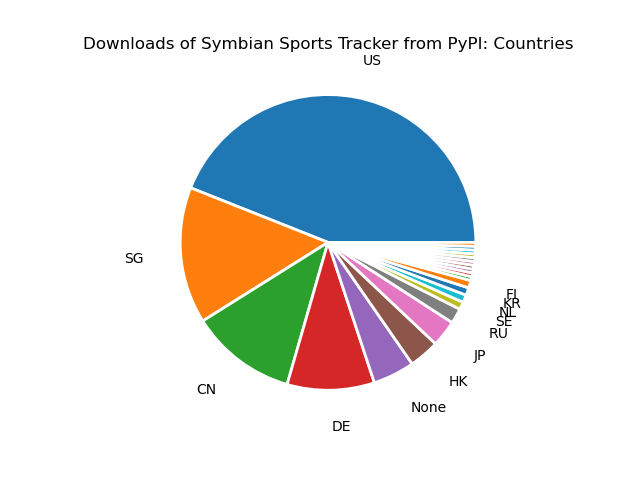 Downloads of Symbian Sports Tracker from PyPI: Countries
US
SG
CN
DE
None
HK
JP
RU
SE
NL
KR
FI